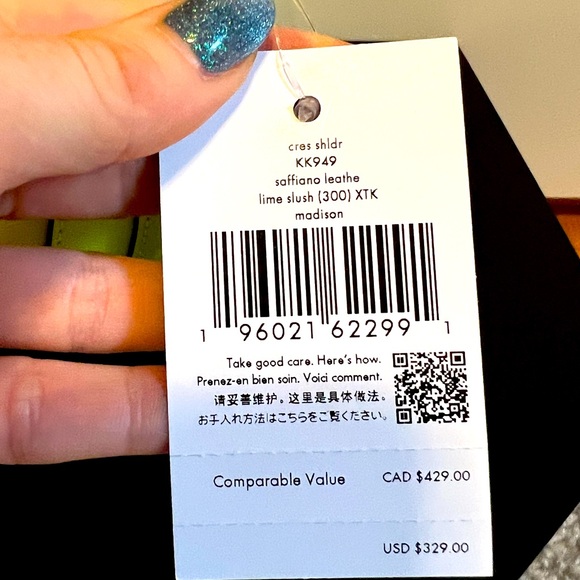 cres shldr
KK949
saffiano leathe
lime slush (300) XTK
madison
1 96021 62299 1
Take good care. Here's how.
Prenez-en bien soin. Voici comment.
请妥善维护。这里是具体做法。
お手入れ方法はこちらをご覧ください。
Comparable Value CAD $429.00
USD $329.00